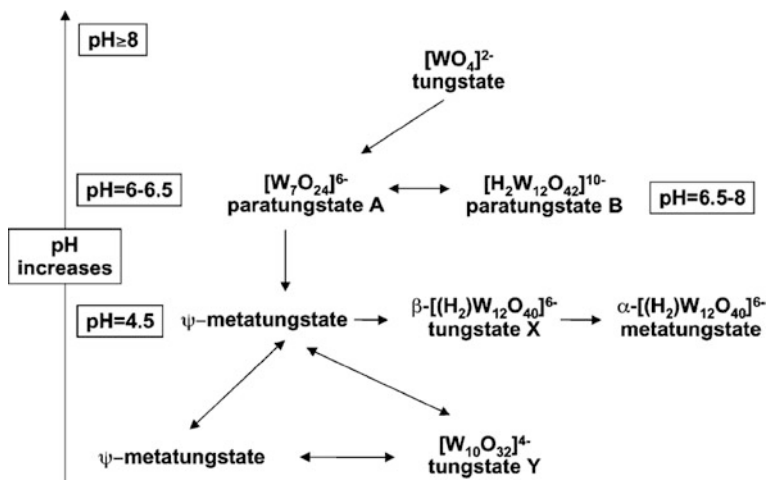 pH≥8
[WO₄]²⁻
tungstate
pH=6-6.5
[W₇O₂₄]⁶⁻
paratungstate A
[H₂W₁₂O₄₂]¹⁰⁻
paratungstate B
pH=6.5-8
pH
increases
pH=4.5
ψ–metatungstate
β-[(H₂)W₁₂O₄₀]⁶⁻
tungstate X
α-[(H₂)W₁₂O₄₀]⁶⁻
metatungstate
ψ–metatungstate
[W₁₀O₃₂]⁴⁻
tungstate Y